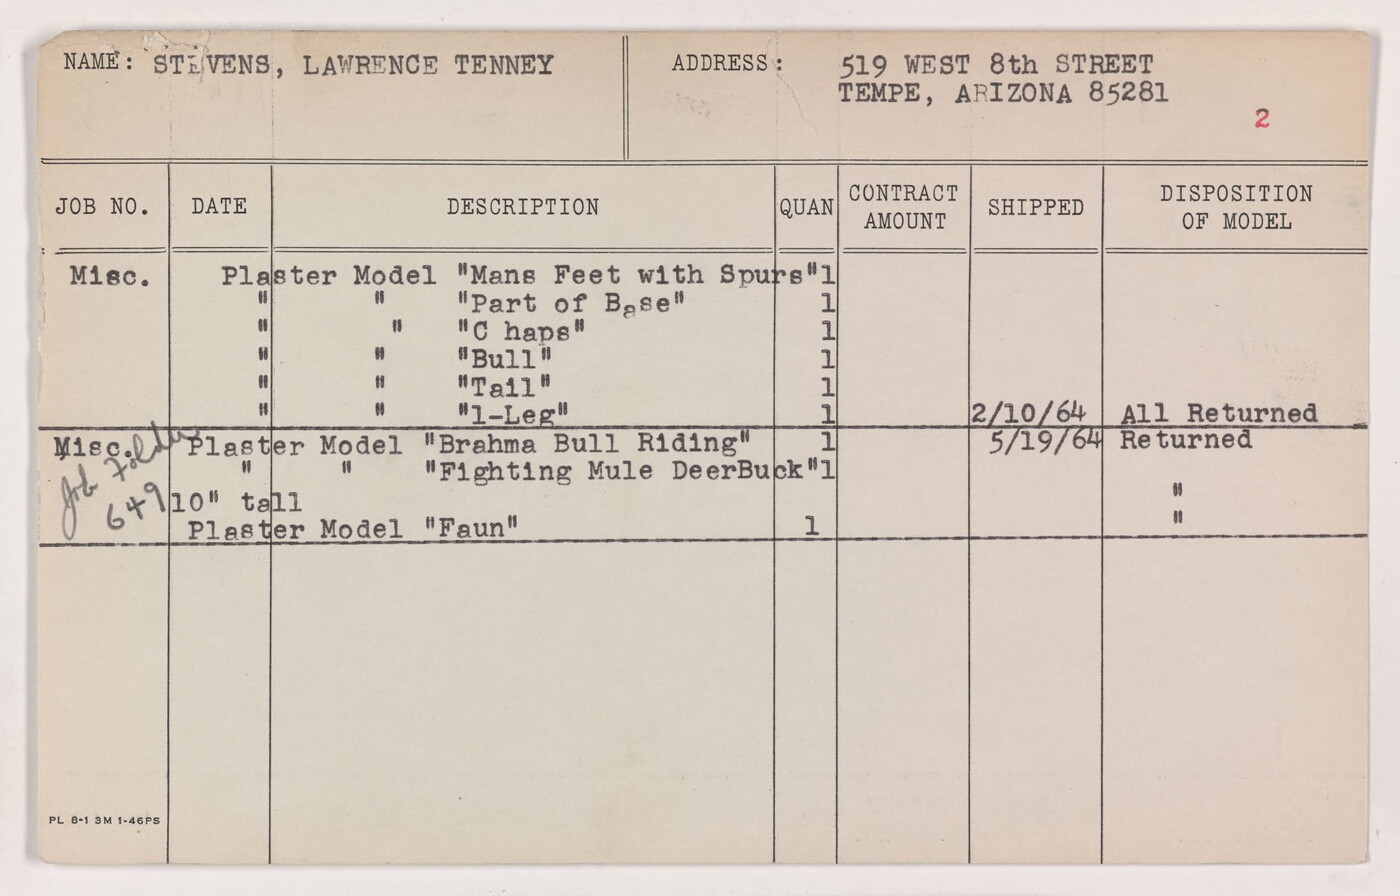 NAME: STEVENS, LAWRENCE TENNEY ADDRESS: 519 WEST 8th STREET
TEMPE, ARIZONA 85281
2
JOB NO. DATE DESCRIPTION QUAN CONTRACT AMOUNT SHIPPED DISPOSITION OF MODEL
Misc. Plaster Model "Mans Feet with Spurs" 1
" " "Part of Base" 1
" " "C haps" 1
" " "Bull" 1
" " "Tail" 1
" " "1-Leg" 1 2/10/64 All Returned
Misc. Plaster Model "Brahma Bull Riding" 1 5/19/64 Returned
" " "Fighting Mule DeerBuck" 1
Job Folder 649
10" tall "
Plaster Model "Faun" 1 "
PL 8-1 3M 1-46PS